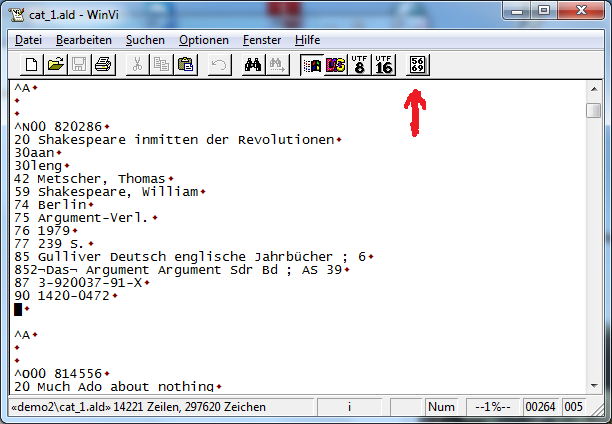 cat_1.ald - WinVi
Datei Bearbeiten Suchen Optionen Fenster Hilfe
UTF 8 UTF 16 56 69
^A
^N00 820286
20 Shakespeare inmitten der Revolutionen
30aan
30leng
42 Metscher, Thomas
59 Shakespeare, William
74 Berlin
75 Argument-Verl.
76 1979
77 239 S.
85 Gulliver Deutsch englische Jahrbücher ; 6
852¬Das¬ Argument Argument Sdr Bd ; AS 39
87 3-920037-91-X
90 1420-0472
^A
^O00 814556
20 Much Ado about nothing
«demo2\cat_1.ald» 14221 Zeilen, 297620 Zeichen i Num --1%-- 00264 005